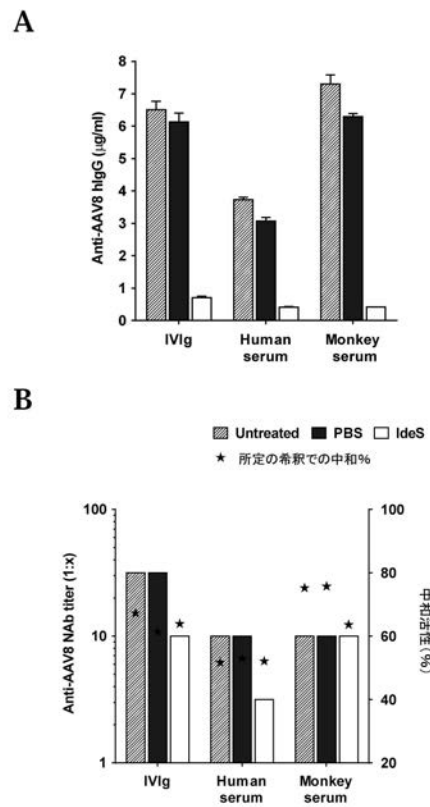 A
Anti-AAV8 hIgG (μg/ml)
8
7
6
5
4
3
2
1
0
IVIg
Human serum
Monkey serum
B
Untreated PBS IdeS
★ 所定の希釈での中和%
Anti-AAV8 NAb titer (1:x)
100
10
1
100
80
60
40
20
中和活性(%)
IVIg
Human serum
Monkey serum